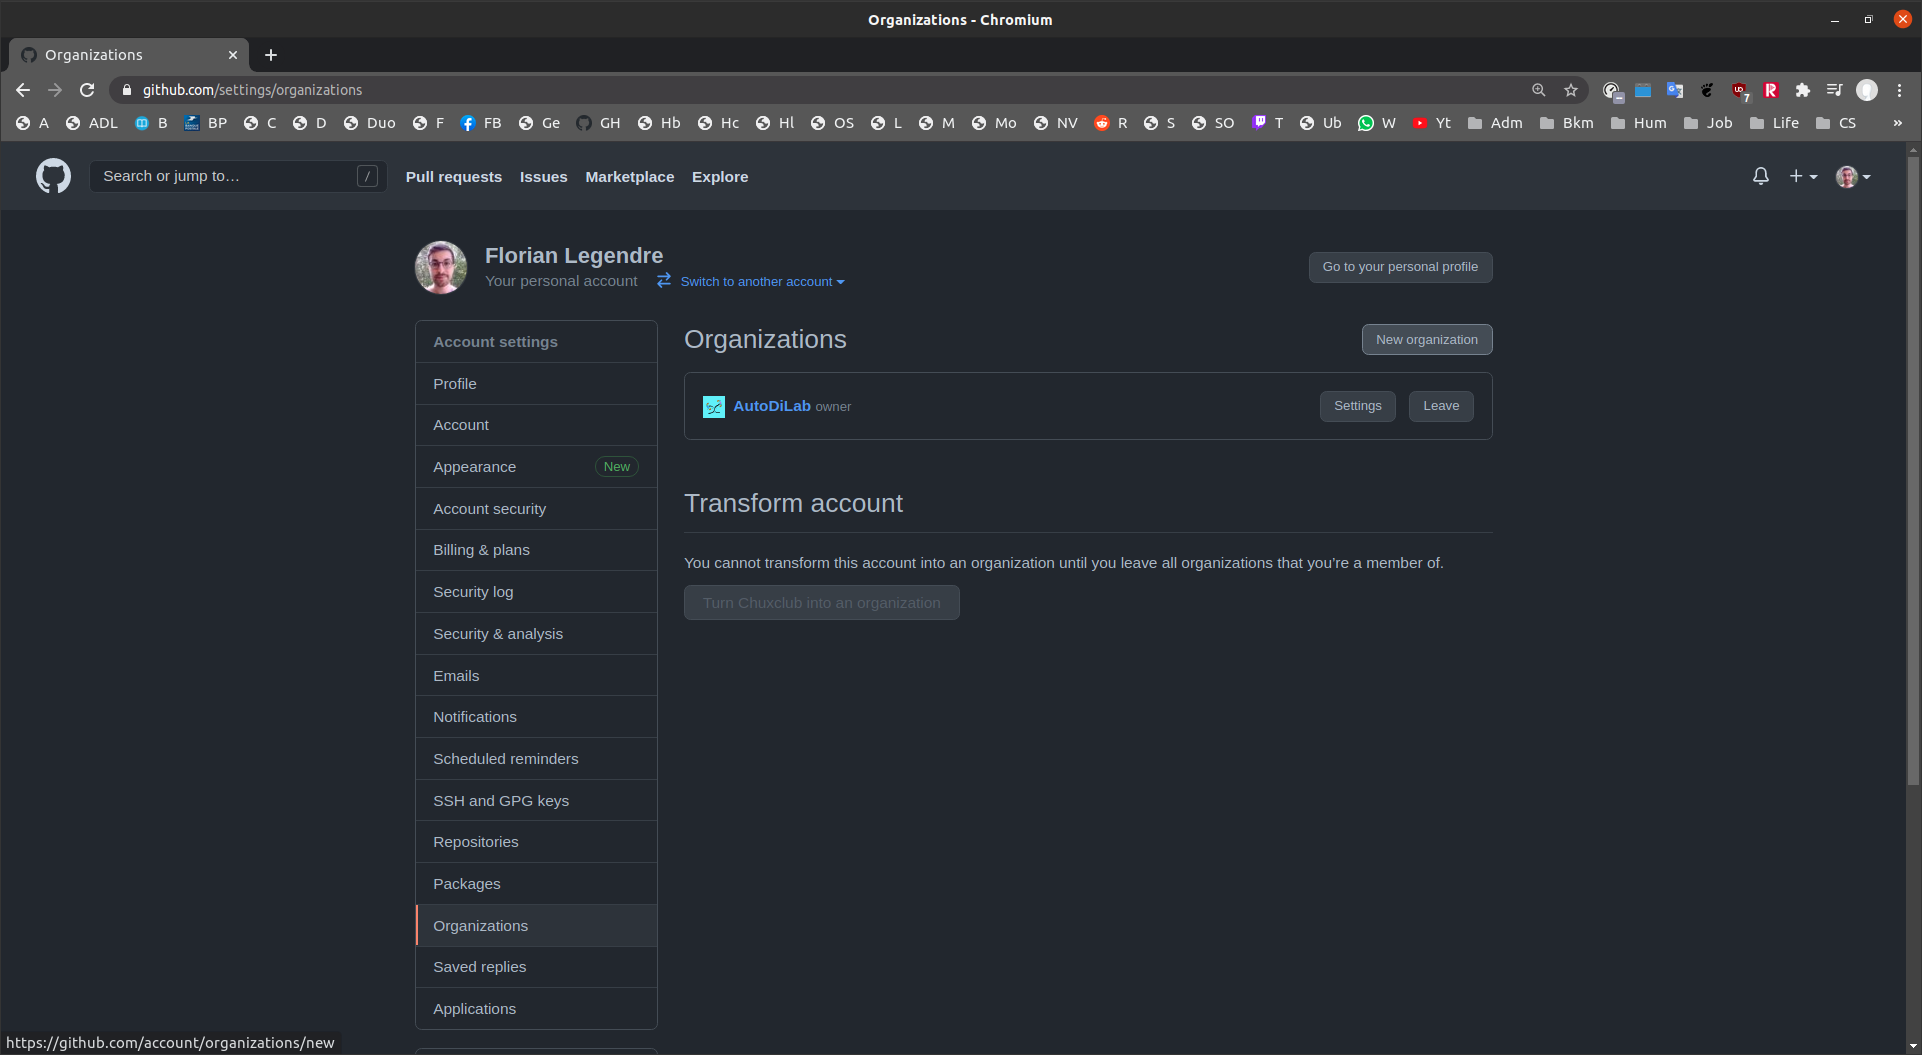 Organizations - Chromium
Organizations
github.com/settings/organizations
7
A ADL B BP C D Duo F FB Ge GH Hb Hc Hl OS L M Mo NV R S SO T Ub W Yt Adm Bkm Hum Job Life CS »
Search or jump to… / Pull requests Issues Marketplace Explore
Florian Legendre
Your personal account Switch to another account
Go to your personal profile
Account settings
Profile
Account
Appearance New
Account security
Billing & plans
Security log
Security & analysis
Emails
Notifications
Scheduled reminders
SSH and GPG keys
Repositories
Packages
Organizations
Saved replies
Applications
Organizations
New organization
AutoDiLab owner Settings Leave
Transform account
You cannot transform this account into an organization until you leave all organizations that you're a member of.
Turn Chuxclub into an organization
https://github.com/account/organizations/new